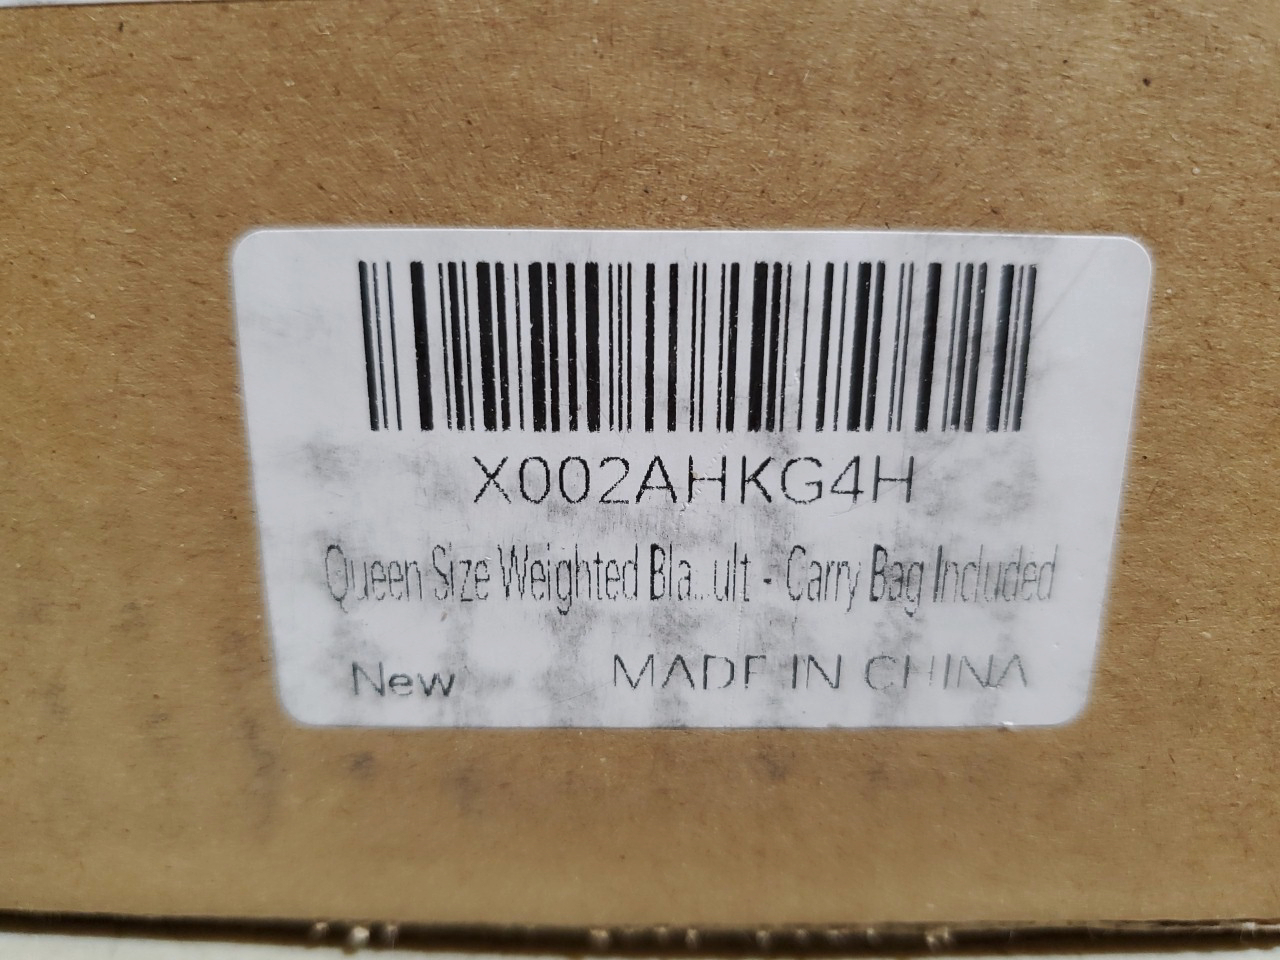 X002AHKG4H
Queen Size Weighted Bla...ult - Carry Bag Included
New MADE IN CHINA